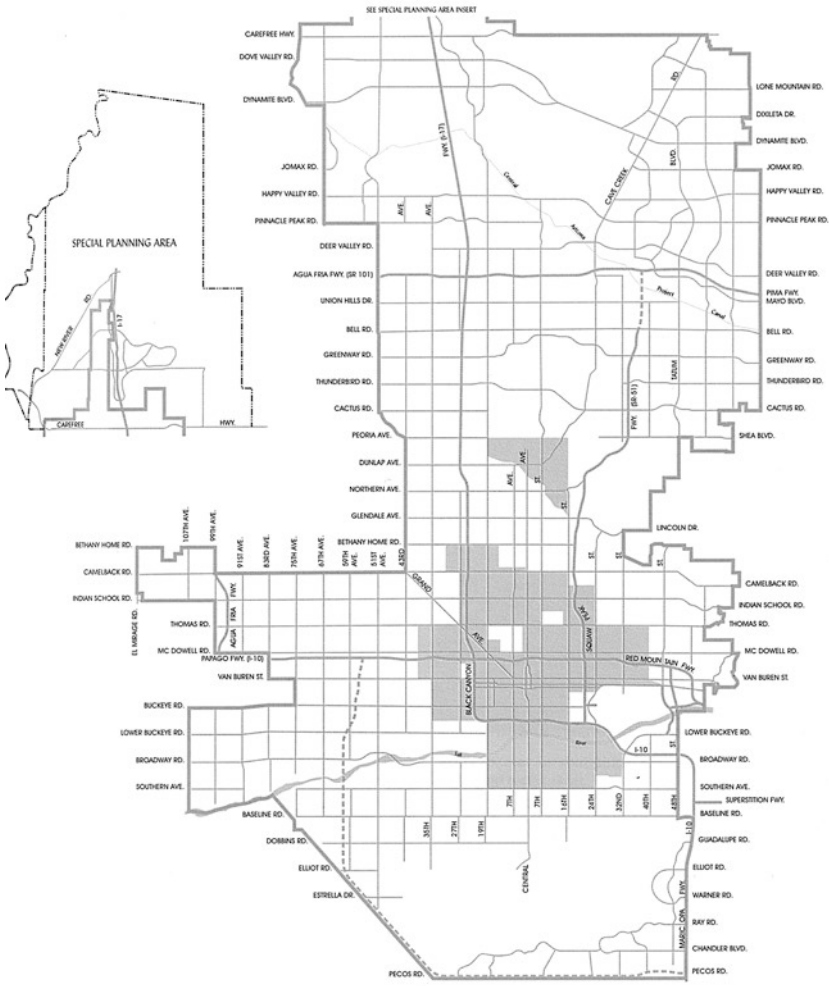 SEE SPECIAL PLANNING AREA INSERT
CAREFREE HWY.
DOVE VALLEY RD.
DYNAMITE BLVD.
JOMAX RD.
HAPPY VALLEY RD.
PINNACLE PEAK RD.
DEER VALLEY RD.
AGUA FRIA FWY. (SR 101)
UNION HILLS DR.
BELL RD.
GREENWAY RD.
THUNDERBIRD RD.
CACTUS RD.
PEORIA AVE.
DUNLAP AVE.
NORTHERN AVE.
GLENDALE AVE.
BETHANY HOME RD.
LONE MOUNTAIN RD.
DIXILETA DR.
DYNAMITE BLVD.
JOMAX RD.
HAPPY VALLEY RD.
PINNACLE PEAK RD.
DEER VALLEY RD.
PIMA FWY.
MAYO BLVD.
BELL RD.
GREENWAY RD.
THUNDERBIRD RD.
CACTUS RD.
SHEA BLVD.
LINCOLN DR.
CAMELBACK RD.
INDIAN SCHOOL RD.
THOMAS RD.
MC DOWELL RD.
VAN BUREN ST.
LOWER BUCKEYE RD.
BROADWAY RD.
SOUTHERN AVE.
SUPERSTITION FWY.
BASELINE RD.
GUADALUPE RD.
ELLIOT RD.
WARNER RD.
RAY RD.
CHANDLER BLVD.
PECOS RD.
FWY. (I-17)
CAVE CREEK
RD
BLVD.
TATUM
Central
Arizona
Project
Canal
AVE.
AVE.
FWY. (SR-51)
SPECIAL PLANNING AREA
NEW RIVER
RD
I-17
CAREFREE
HWY.
AVE.
AVE.
ST.
ST.
ST.
ST.
ST.
107TH AVE.
99TH AVE.
91ST AVE.
83RD AVE.
75TH AVE.
67TH AVE.
59TH AVE.
51ST AVE.
43RD
BETHANY HOME RD.
CAMELBACK RD.
INDIAN SCHOOL RD.
EL MIRAGE RD.
THOMAS RD.
MC DOWELL RD.
PAPAGO FWY. (I-10)
VAN BUREN ST.
BUCKEYE RD.
LOWER BUCKEYE RD.
BROADWAY RD.
SOUTHERN AVE.
BASELINE RD.
DOBBINS RD.
ELLIOT RD.
ESTRELLA DR.
PECOS RD.
AGUA FRIA FWY.
GRAND
AVE.
BLACK CANYON
SQUAW PEAK
RED MOUNTAIN FWY
Salt
River
I-10
ST.
35TH
27TH
19TH
7TH
7TH
16TH
24TH
32ND
40TH
48TH
CENTRAL
I-10
MARICOPA FWY